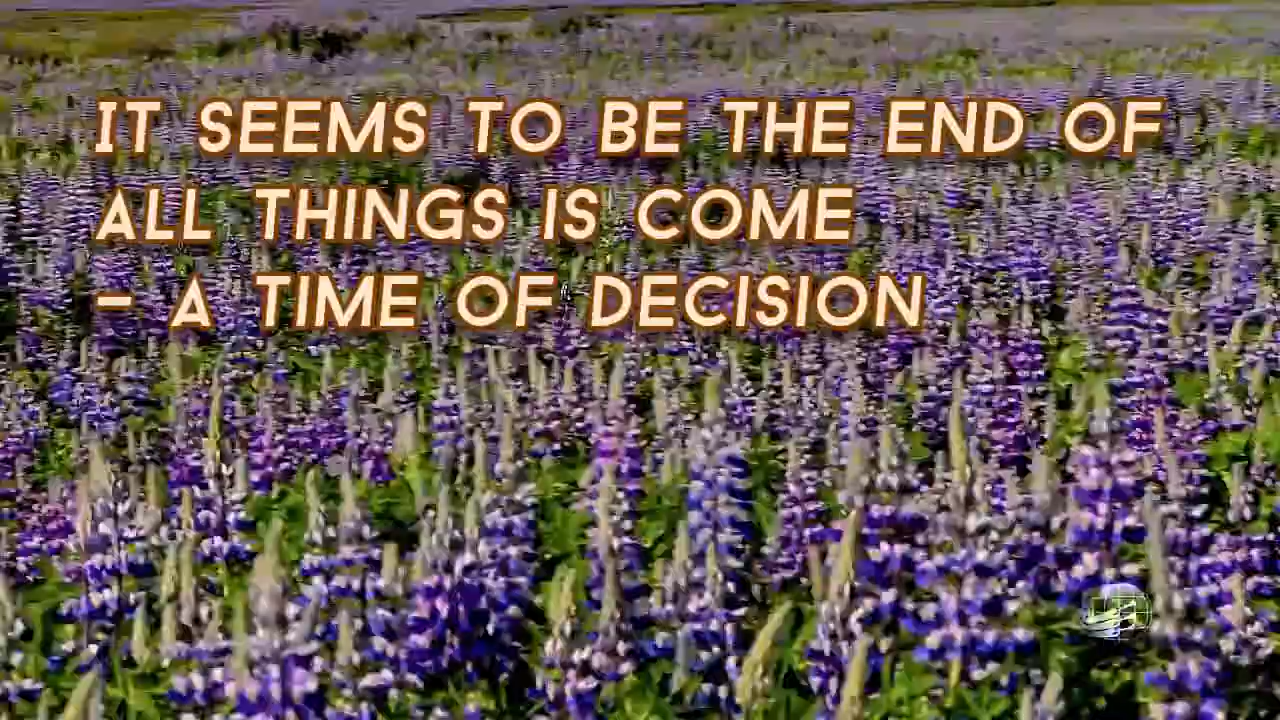 IT SEEMS TO BE THE END OF
ALL THINGS IS COME
– A TIME OF DECISION